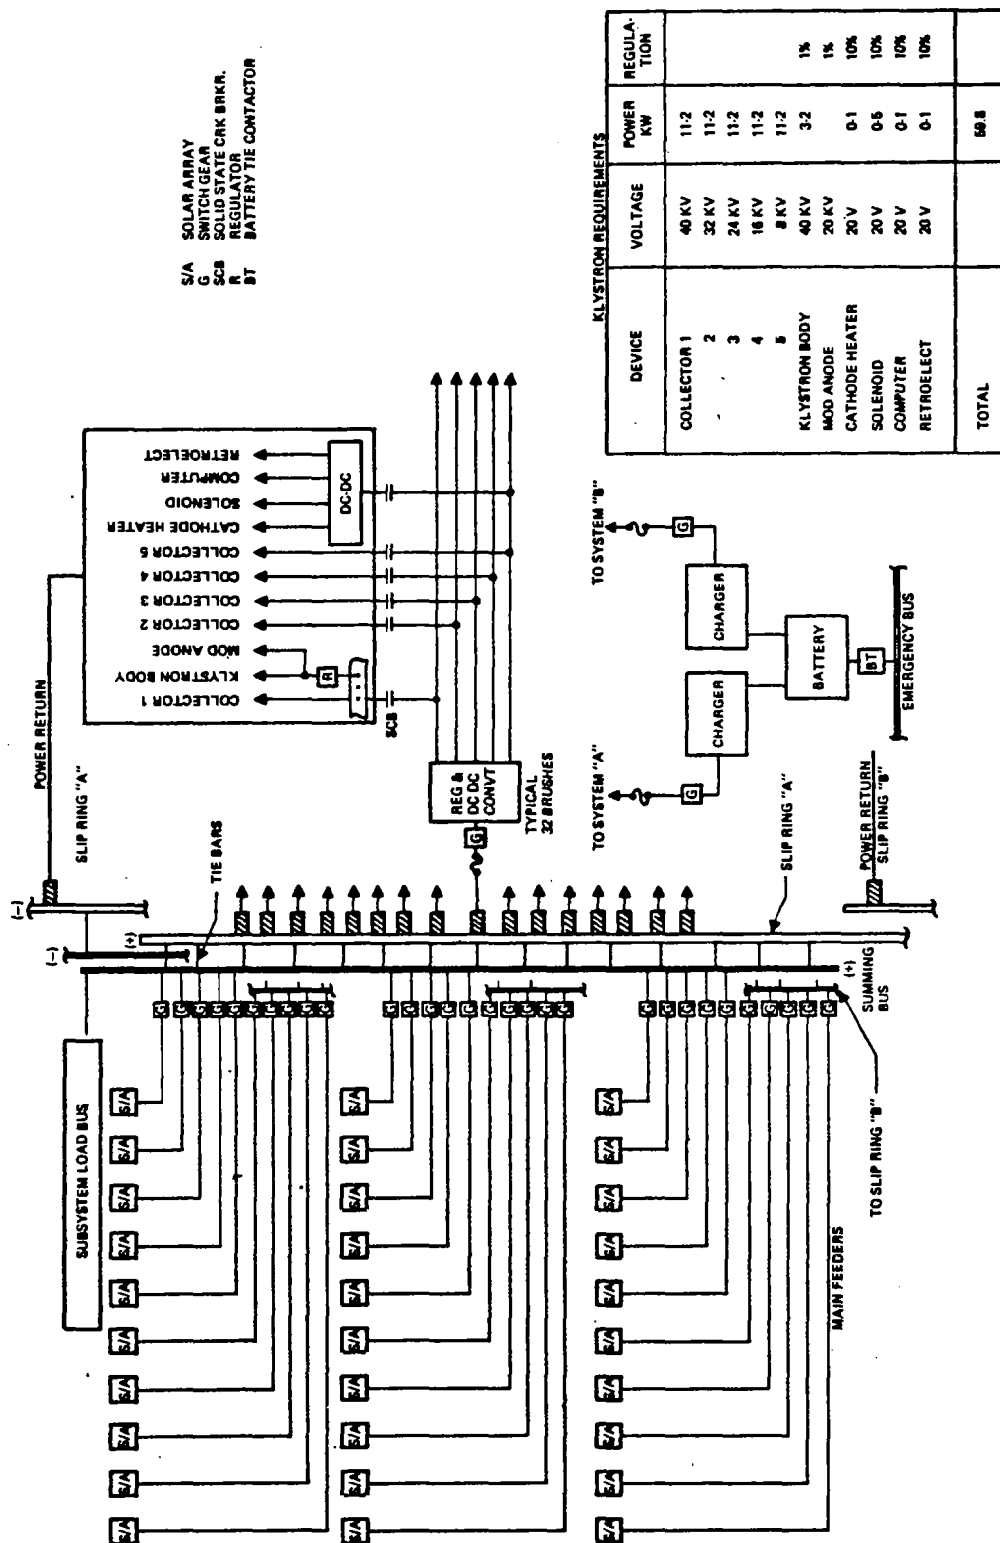 SUBSYSTEM LOAD BUS
S/A S/A S/A S/A S/A S/A S/A S/A S/A S/A
S/A S/A S/A S/A S/A S/A S/A S/A S/A S/A
S/A S/A S/A S/A S/A S/A S/A S/A S/A S/A
G G G G G G G G G G
G G G G G G G G G G
G G G G G G G G G G
MAIN FEEDERS
TO SLIP RING "B"
SUMMING
BUS
(+)
(-)
(+)
(-)
TIE BARS
SLIP RING "A"
POWER RETURN
SLIP RING "A"
POWER RETURN
SLIP RING "B"
G
REG &
DC DC
CONVT
TYPICAL
32 BRUSHES
SCB
R
COLLECTOR 1
KLYSTRON BODY
MOD ANODE
COLLECTOR 2
COLLECTOR 3
COLLECTOR 4
COLLECTOR 5
CATHODE HEATER
SOLENOID
COMPUTER
RETROELECT
DC-DC
S/A SOLAR ARRAY
G SWITCH GEAR
SCB SOLID STATE CRK BRKR.
R REGULATOR
BT BATTERY TIE CONTACTOR
TO SYSTEM "A"
G
CHARGER
TO SYSTEM "B"
G
CHARGER
BATTERY
BT
EMERGENCY BUS
KLYSTRON REQUIREMENTS
DEVICE VOLTAGE POWER KW REGULA-TION
COLLECTOR 1 40 KV 11·2
2 32 KV 11·2
3 24 KV 11·2
4 16 KV 11·2
5 8 KV 11·2
KLYSTRON BODY 40 KV 3·2 1%
MOD ANODE 20 KV 1%
CATHODE HEATER 20 V 0·1 10%
SOLENOID 20 V 0·5 10%
COMPUTER 20 V 0·1 10%
RETROELECT 20 V 0·1 10%
TOTAL